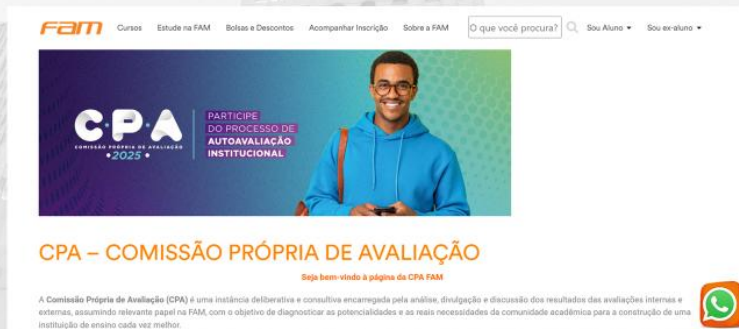 Fam Cursos Estude na FAM Bolsas e Descontos Acompanhar Inscrição Sobre a FAM O que você procura? Sou Aluno Sou ex-aluno
CPA
COMISSÃO PRÓPRIA DE AVALIAÇÃO
•2025•
PARTICIPE
DO PROCESSO DE
AUTOAVALIAÇÃO
INSTITUCIONAL
CPA – COMISSÃO PRÓPRIA DE AVALIAÇÃO
Seja bem-vindo à página da CPA FAM
A Comissão Própria de Avaliação (CPA) é uma instância deliberativa e consultiva encarregada pela análise, divulgação e discussão dos resultados das avaliações internas e
externas, assumindo relevante papel na FAM, com o objetivo de diagnosticar as potencialidades e as reais necessidades da comunidade acadêmica para a construção de uma
instituição de ensino cada vez melhor.